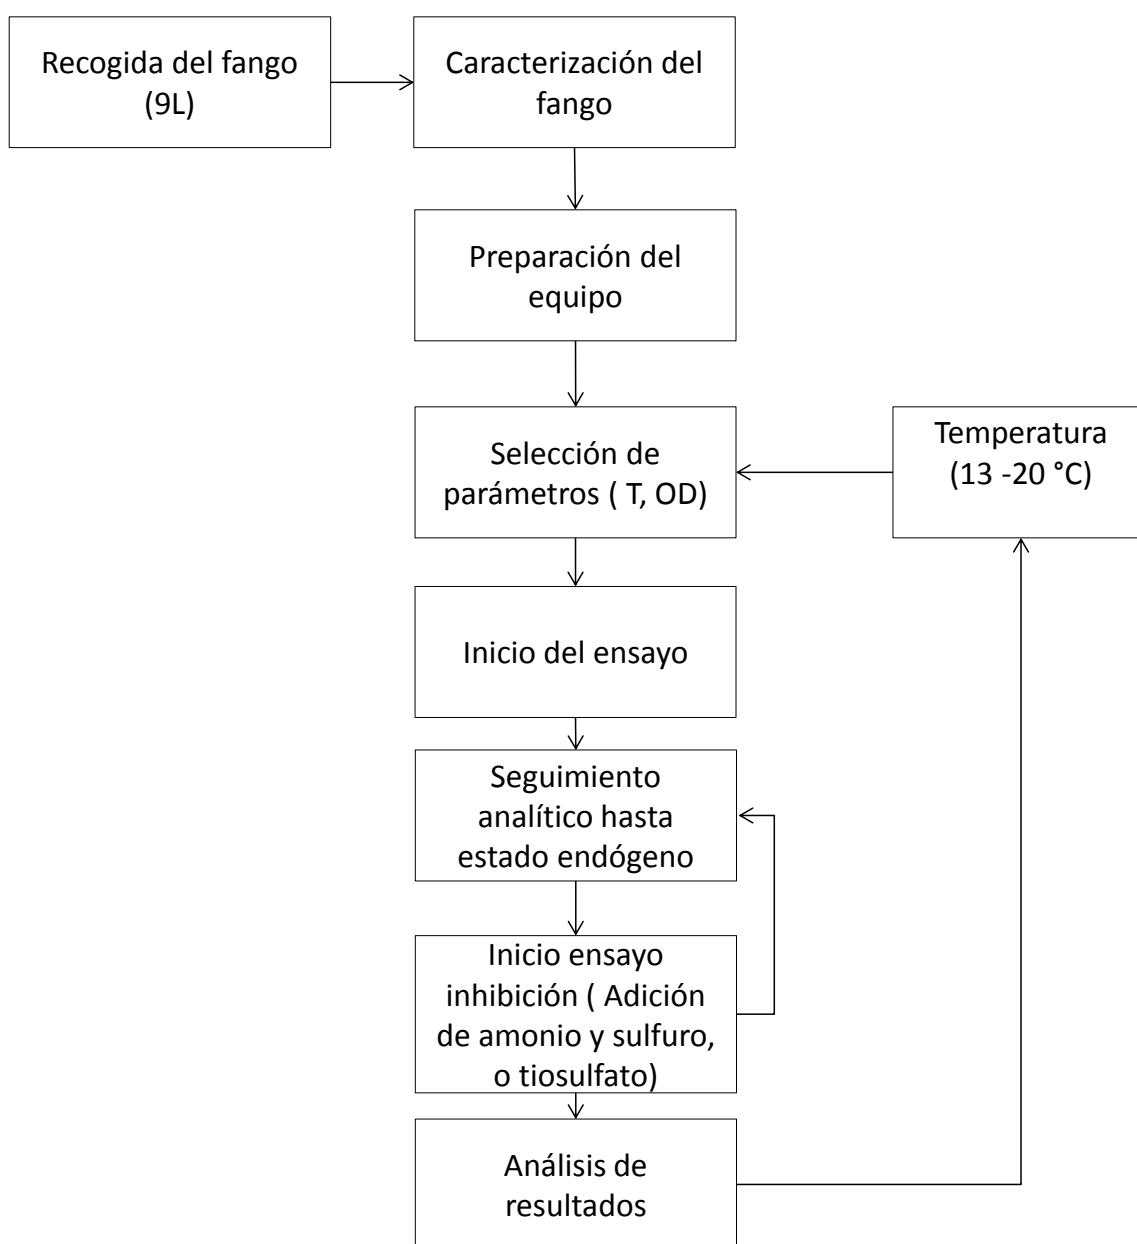 Recogida del fango
(9L)
Caracterización del
fango
Preparación del
equipo
Selección de
parámetros ( T, OD)
Temperatura
(13 -20 °C)
Inicio del ensayo
Seguimiento
analítico hasta
estado endógeno
Inicio ensayo
inhibición ( Adición
de amonio y sulfuro,
o tiosulfato)
Análisis de
resultados